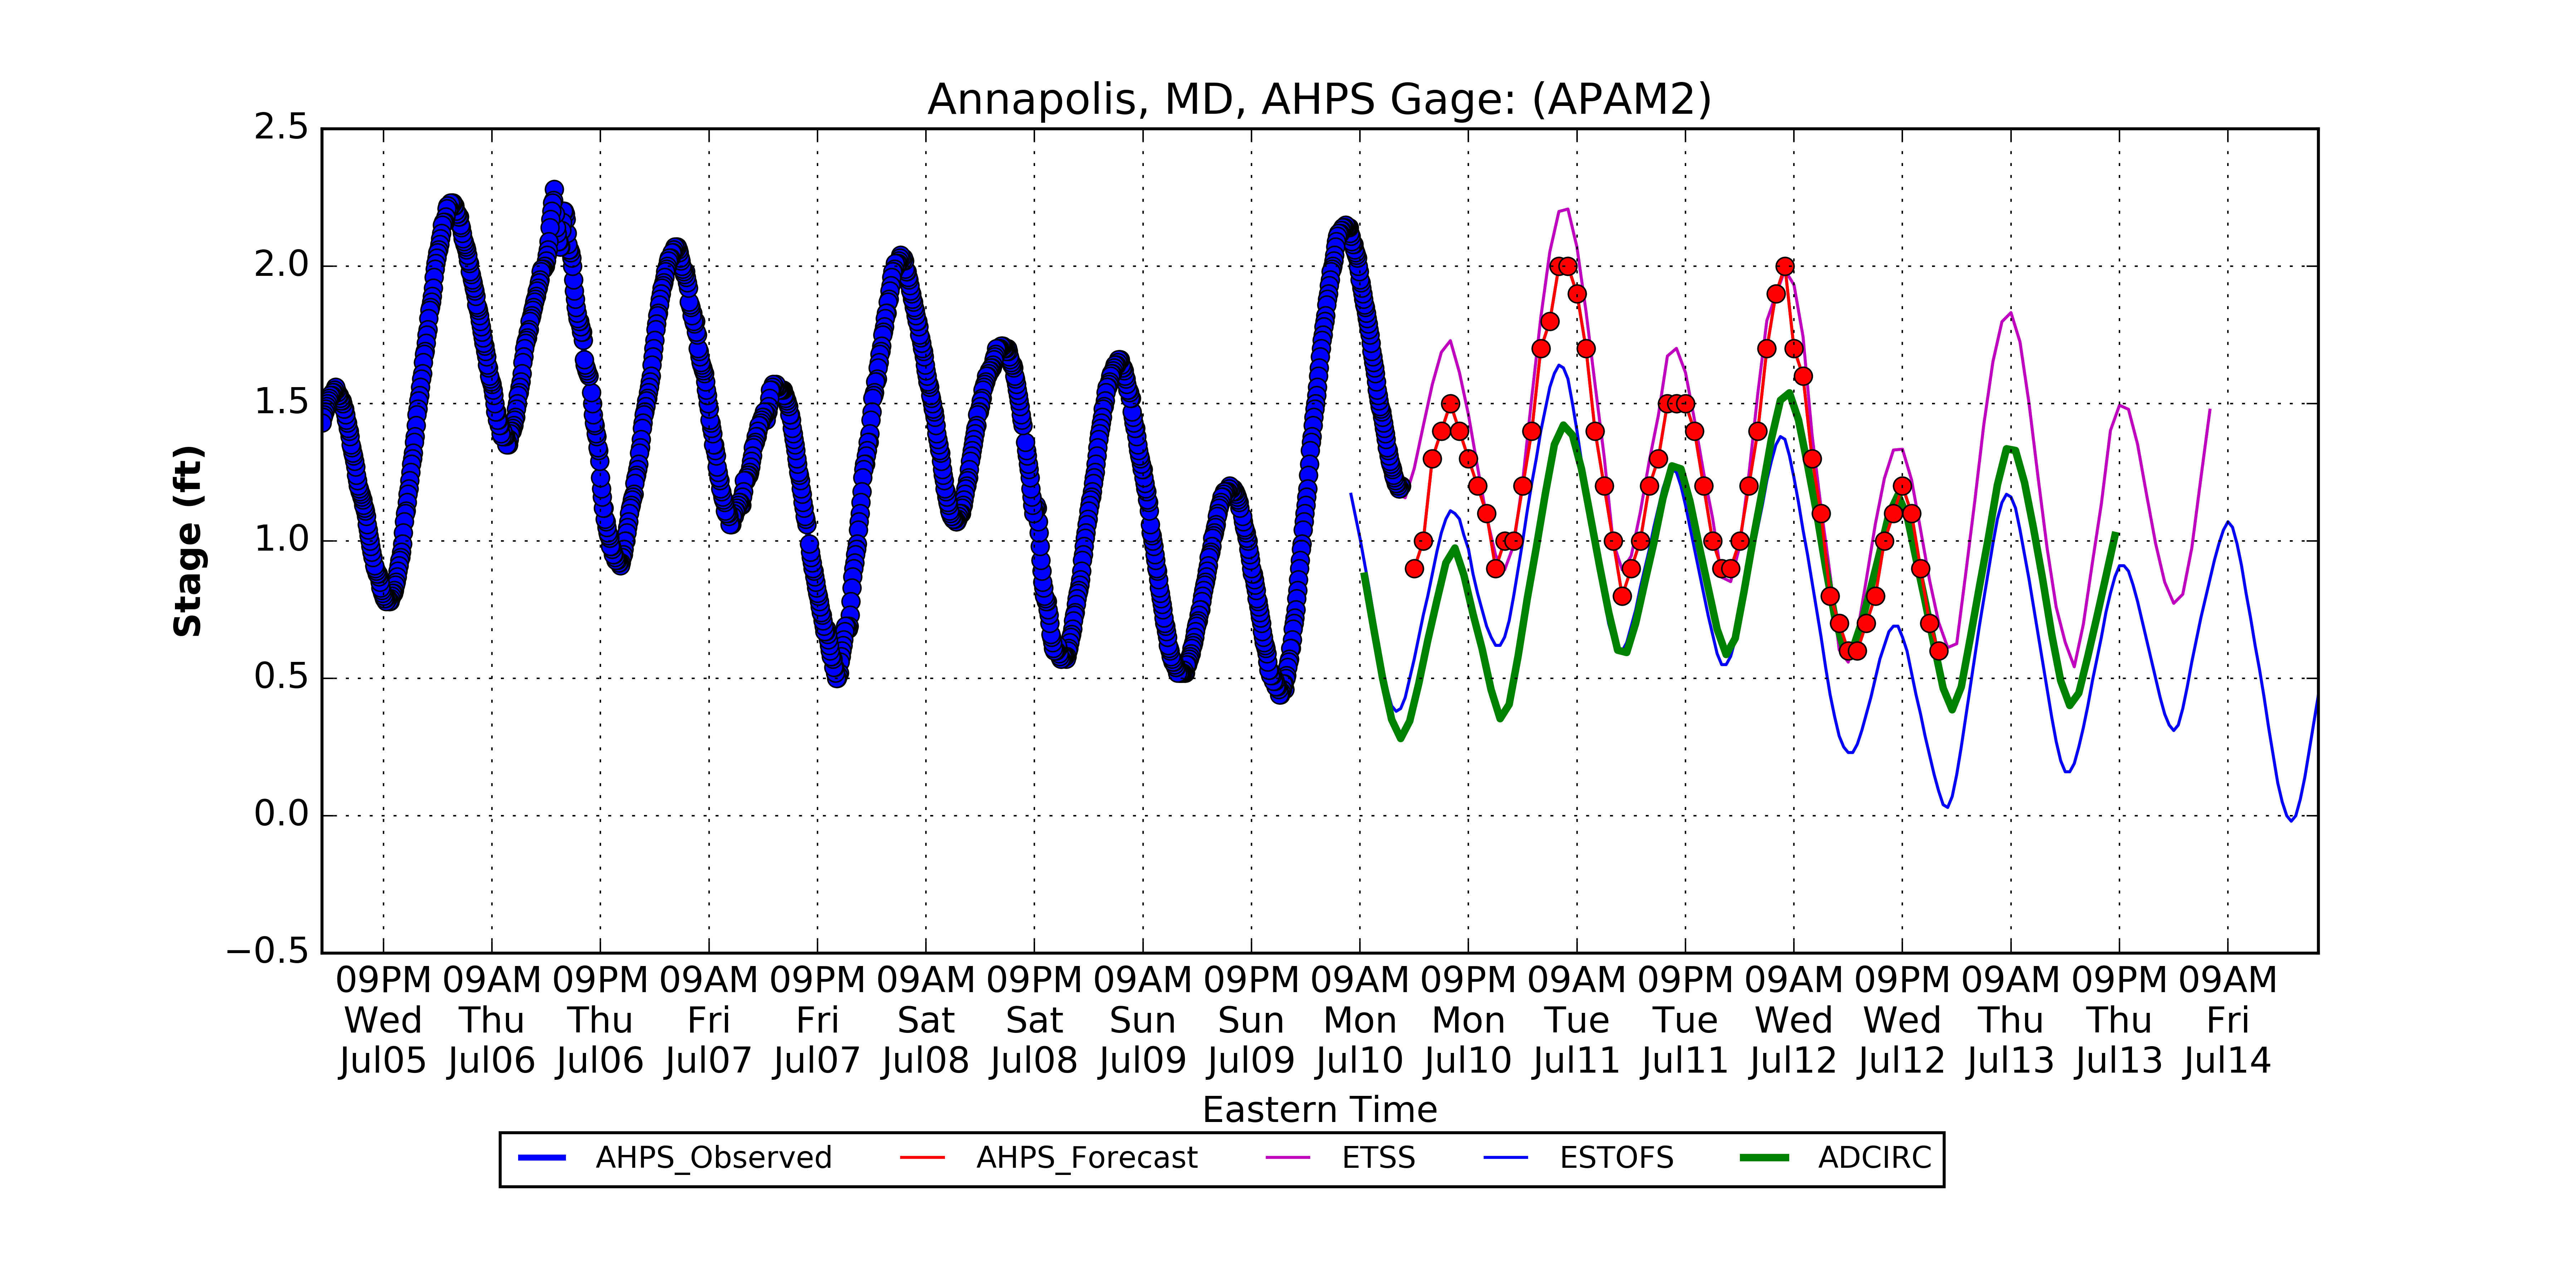 Annapolis, MD, AHPS Gage: (APAM2)
2.5
2.0
1.5
1.0
0.5
0.0
−0.5
Stage (ft)
09PM 09AM 09PM 09AM 09PM 09AM 09PM 09AM 09PM 09AM 09PM 09AM 09PM 09AM 09PM 09AM 09PM 09AM
Wed Thu Thu Fri Fri Sat Sat Sun Sun Mon Mon Tue Tue Wed Wed Thu Thu Fri
Jul05 Jul06 Jul06 Jul07 Jul07 Jul08 Jul08 Jul09 Jul09 Jul10 Jul10 Jul11 Jul11 Jul12 Jul12 Jul13 Jul13 Jul14
Eastern Time
AHPS_Observed AHPS_Forecast ETSS ESTOFS ADCIRC